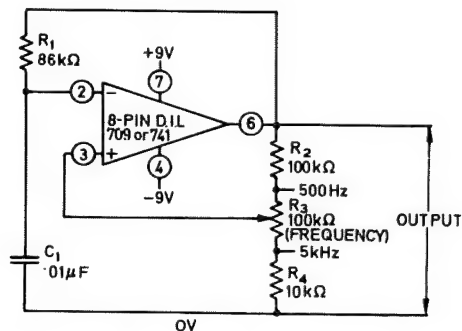 R1
86kΩ
+9V
7
2
–
8-PIN D.I.L
709 or 741
6
3
+
4
–9V
R2
100kΩ
500Hz
R3
100kΩ
(FREQUENCY)
OUTPUT
5kHz
C1
·01µF
R4
10kΩ
0V